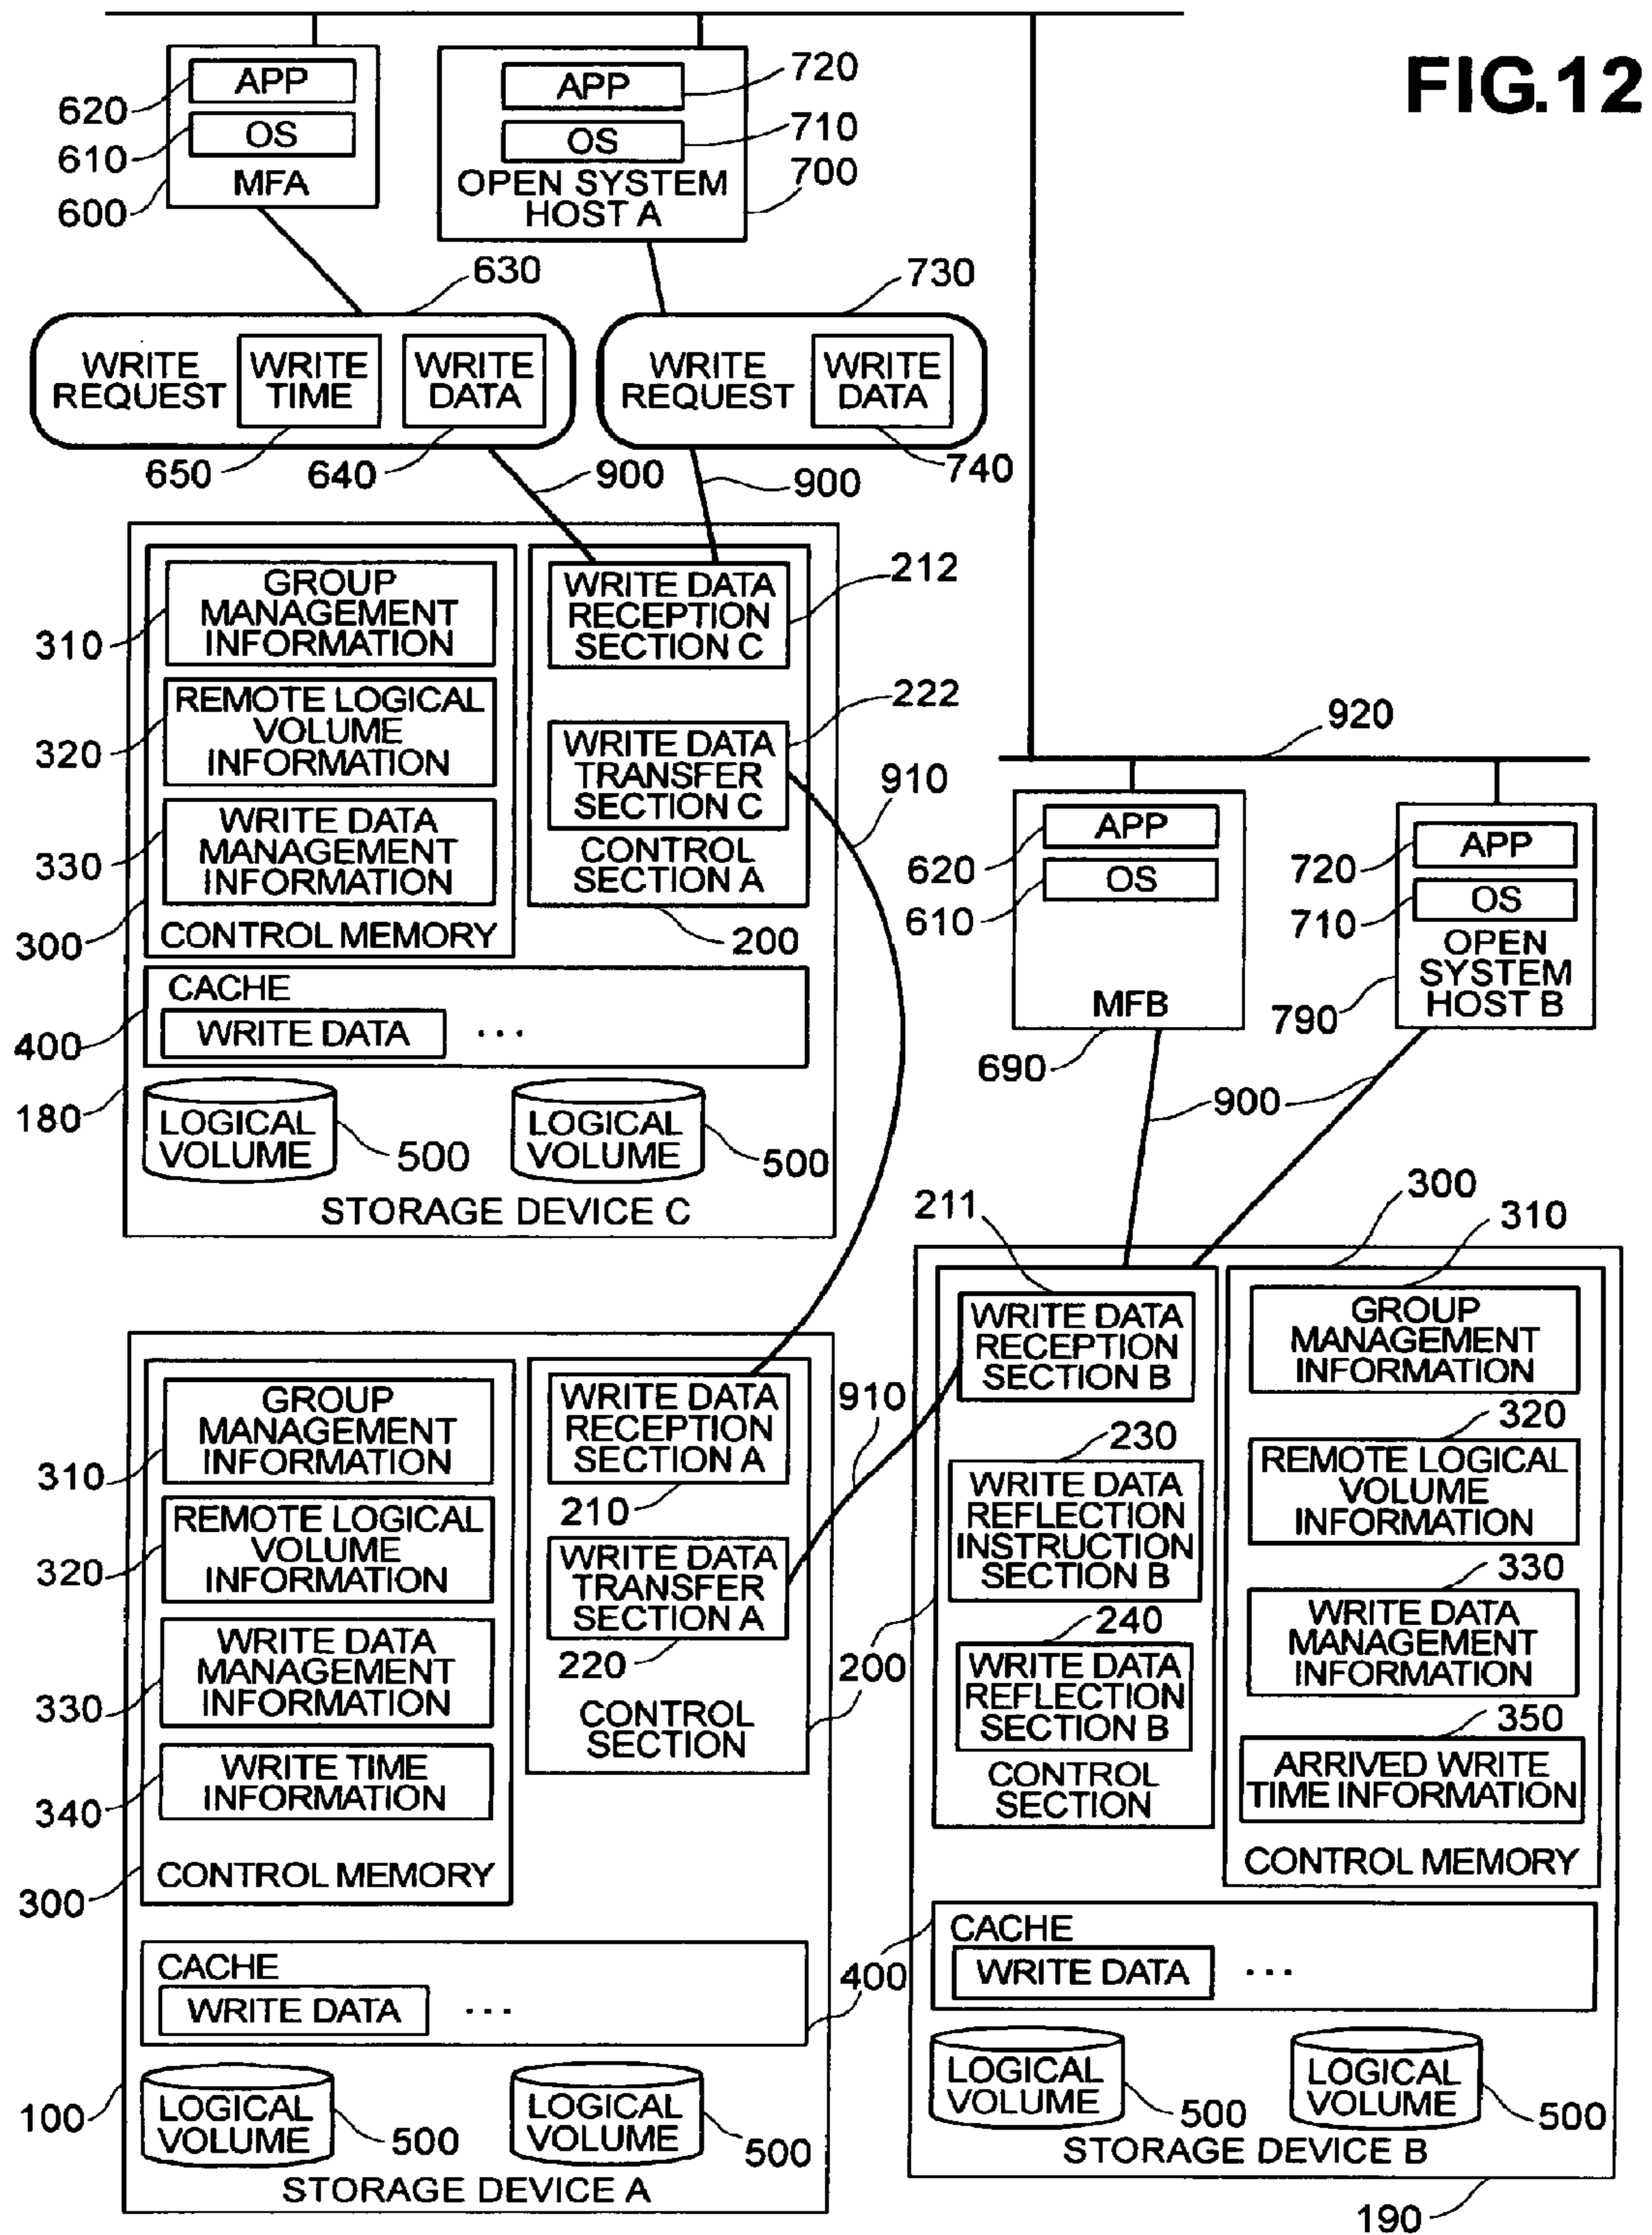 FIG.12
APP
620
OS
610
MFA
600
APP
720
OS
710
OPEN SYSTEM
HOST A
700
630
WRITE
REQUEST
WRITE
TIME
WRITE
DATA
650
640
900
730
WRITE
REQUEST
WRITE
DATA
740
900
GROUP
MANAGEMENT
INFORMATION
310
REMOTE LOGICAL
VOLUME
INFORMATION
320
WRITE DATA
MANAGEMENT
INFORMATION
330
CONTROL MEMORY
300
WRITE DATA
RECEPTION
SECTION C
212
WRITE DATA
TRANSFER
SECTION C
222
CONTROL
SECTION A
200
910
CACHE
WRITE DATA
...
400
180
LOGICAL
VOLUME
500
LOGICAL
VOLUME
500
STORAGE DEVICE C
920
APP
620
OS
610
MFB
690
APP
720
OS
710
OPEN
SYSTEM
HOST B
790
900
GROUP
MANAGEMENT
INFORMATION
310
REMOTE LOGICAL
VOLUME
INFORMATION
320
WRITE DATA
MANAGEMENT
INFORMATION
330
WRITE TIME
INFORMATION
340
CONTROL MEMORY
300
WRITE DATA
RECEPTION
SECTION A
210
WRITE DATA
TRANSFER
SECTION A
220
CONTROL
SECTION
200
910
CACHE
WRITE DATA
...
400
100
LOGICAL
VOLUME
500
LOGICAL
VOLUME
500
STORAGE DEVICE A
211
WRITE DATA
RECEPTION
SECTION B
230
WRITE DATA
REFLECTION
INSTRUCTION
SECTION B
240
WRITE DATA
REFLECTION
SECTION B
CONTROL
SECTION
300
310
GROUP
MANAGEMENT
INFORMATION
320
REMOTE LOGICAL
VOLUME
INFORMATION
330
WRITE DATA
MANAGEMENT
INFORMATION
350
ARRIVED WRITE
TIME INFORMATION
CONTROL MEMORY
CACHE
WRITE DATA
...
LOGICAL
VOLUME
500
LOGICAL
VOLUME
500
STORAGE DEVICE B
190